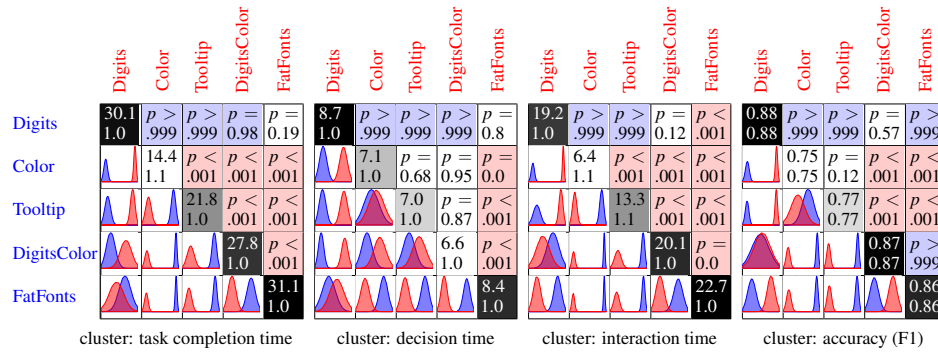 Digits Color Tooltip DigitsColor FatFonts Digits Color Tooltip DigitsColor FatFonts Digits Color Tooltip DigitsColor FatFonts Digits Color Tooltip DigitsColor FatFonts
Digits 30.1 p > p > p = p = 8.7 p > p > p > p = 19.2 p > p > p = p < 0.88 p > p > p = p >
1.0 .999 .999 0.98 0.19 1.0 .999 .999 .999 0.8 1.0 .999 .999 0.12 .001 0.88 .999 .999 0.57 .999
Color 14.4 p < p < p < 7.1 p = p = p = 6.4 p < p < p < 0.75 p = p < p <
1.1 .001 .001 .001 1.0 0.68 0.95 0.0 1.1 .001 .001 .001 0.75 0.12 .001 .001
Tooltip 21.8 p < p < 7.0 p = p < 13.3 p < p < 0.77 p < p <
1.0 .001 .001 1.0 0.87 .001 1.1 .001 .001 0.77 .001 .001
DigitsColor 27.8 p < 6.6 p < 20.1 p = 0.87 p >
1.0 .001 1.0 .001 1.0 0.0 0.87 .999
FatFonts 31.1 8.4 22.7 0.86
1.0 1.0 1.0 0.86
cluster: task completion time cluster: decision time cluster: interaction time cluster: accuracy (F1)